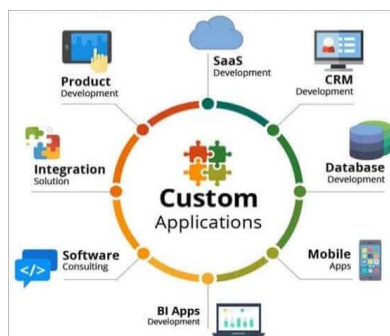 SaaS
Development
Product
Development
CRM
Development
Integration
Solution
Custom
Applications
Database
Development
Software
Consulting
</>
Mobile
Apps
BI Apps
Development